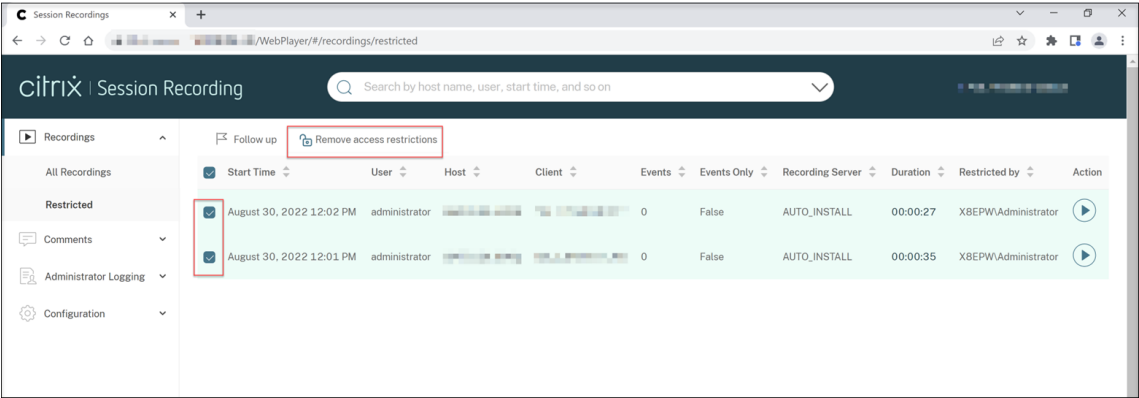 Session Recordings
/WebPlayer/#/recordings/restricted
citrix | Session Recording
Search by host name, user, start time, and so on
Recordings
Follow up Remove access restrictions
All Recordings
Start Time User Host Client Events Events Only Recording Server Duration Restricted by Action
Restricted
August 30, 2022 12:02 PM administrator 0 False AUTO_INSTALL 00:00:27 X8EPW\Administrator
Comments
August 30, 2022 12:01 PM administrator 0 False AUTO_INSTALL 00:00:35 X8EPW\Administrator
Administrator Logging
Configuration